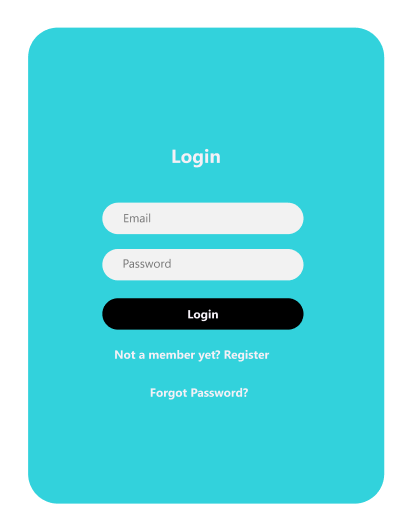 Login
Email
Password
Login
Not a member yet? Register
Forgot Password?